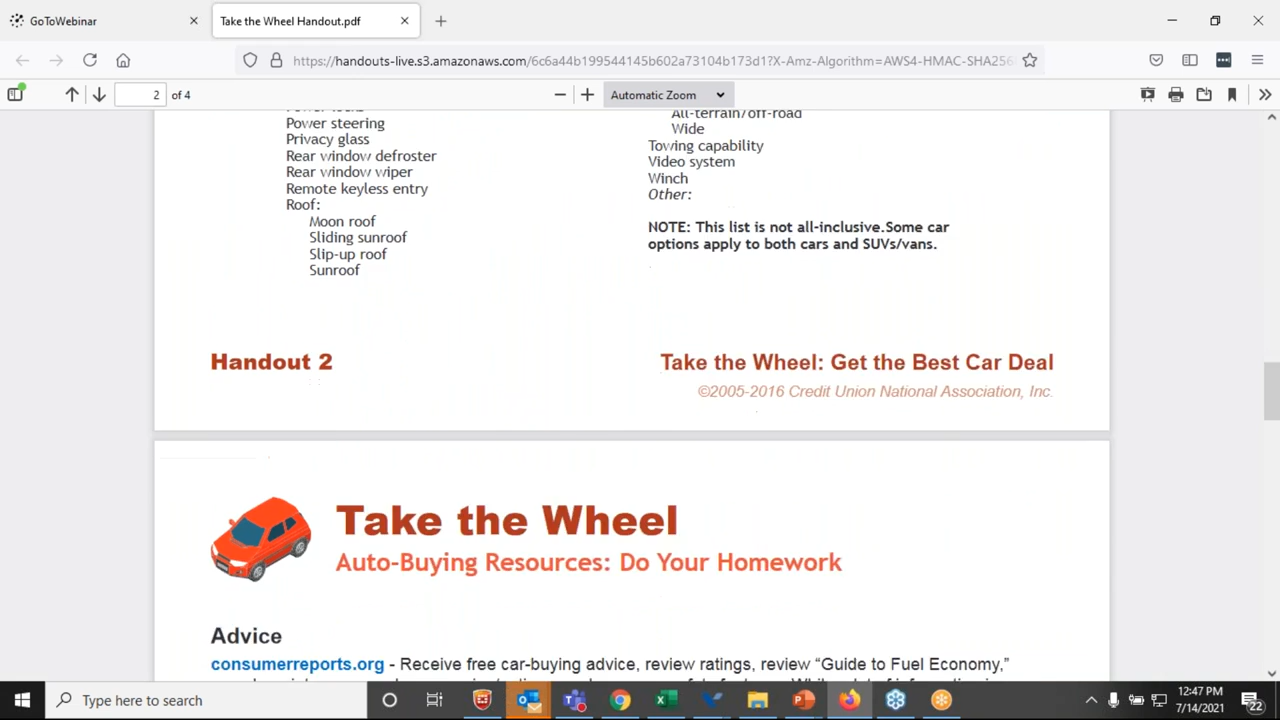 GoToWebinar
Take the Wheel Handout.pdf
https://handouts-live.s3.amazonaws.com/6c6a44b199544145b602a73104b173d1?X-Amz-Algorithm=AWS4-HMAC-SHA256
2 of 4
Automatic Zoom
Power steering
Privacy glass
Rear window defroster
Rear window wiper
Remote keyless entry
Roof:
Moon roof
Sliding sunroof
Slip-up roof
Sunroof
All-terrain/off-road
Wide
Towing capability
Video system
Winch
Other:
NOTE: This list is not all-inclusive.Some car
options apply to both cars and SUVs/vans.
Handout 2
Take the Wheel: Get the Best Car Deal
©2005-2016 Credit Union National Association, Inc.
Take the Wheel
Auto-Buying Resources: Do Your Homework
Advice
consumerreports.org - Receive free car-buying advice, review ratings, review “Guide to Fuel Economy,”
Type here to search
12:47 PM
7/14/2021
22